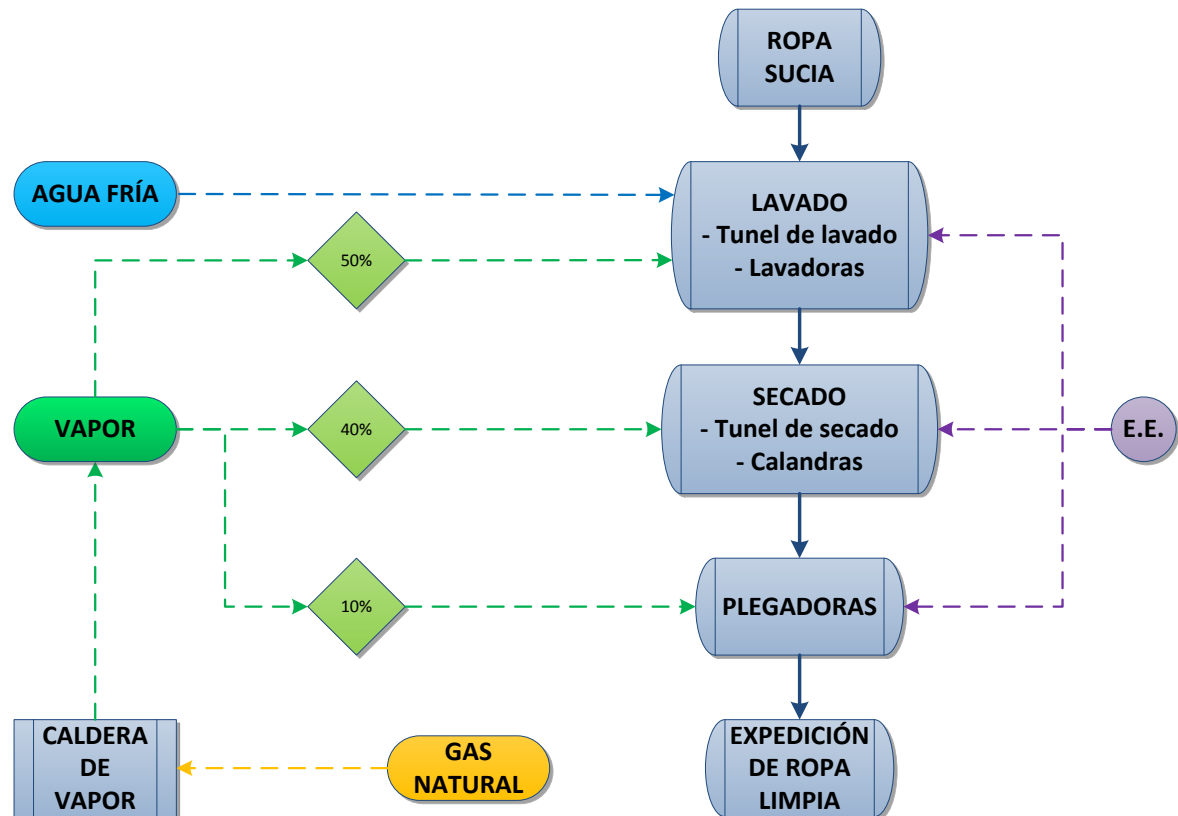 ROPA
SUCIA
AGUA FRÍA
LAVADO
- Tunel de lavado
- Lavadoras
50%
VAPOR
40%
SECADO
- Tunel de secado
- Calandras
E.E.
10%
PLEGADORAS
CALDERA
DE
VAPOR
GAS
NATURAL
EXPEDICIÓN
DE ROPA
LIMPIA